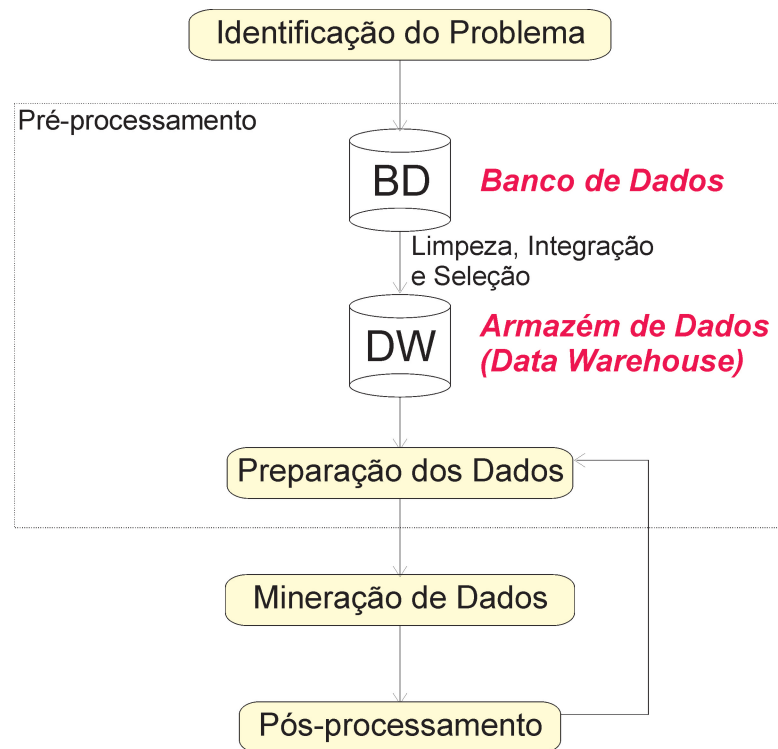 Identificação do Problema
Pré-processamento
BD
Banco de Dados
Limpeza, Integração
e Seleção
DW
Armazém de Dados
(Data Warehouse)
Preparação dos Dados
Mineração de Dados
Pós-processamento